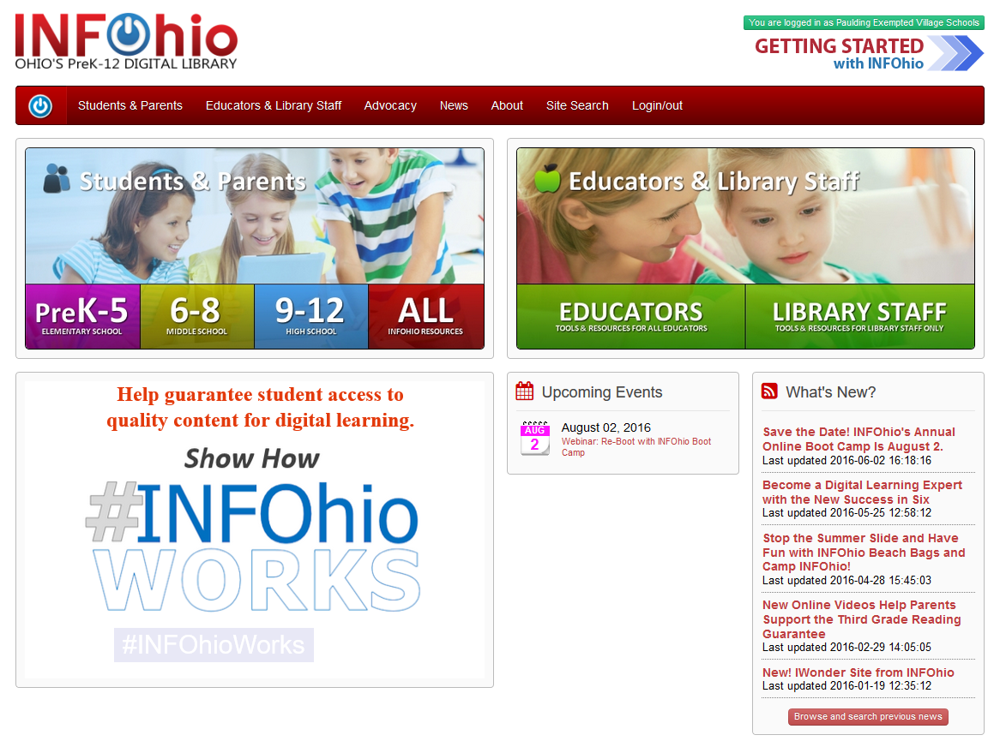 INFOhio
OHIO'S PreK-12 DIGITAL LIBRARY
You are logged in as Paulding Exempted Village Schools
GETTING STARTED
with INFOhio
Students & Parents Educators & Library Staff Advocacy News About Site Search Login/out
Students & Parents
PreK-5
ELEMENTARY SCHOOL
6-8
MIDDLE SCHOOL
9-12
HIGH SCHOOL
ALL
INFOHIO RESOURCES
Educators & Library Staff
EDUCATORS
TOOLS & RESOURCES FOR ALL EDUCATORS
LIBRARY STAFF
TOOLS & RESOURCES FOR LIBRARY STAFF ONLY
Help guarantee student access to
quality content for digital learning.
Show How
#INFOhio
WORKS
#INFOhioWorks
Upcoming Events
AUG
2
August 02, 2016
Webinar: Re-Boot with INFOhio Boot
Camp
What's New?
Save the Date! INFOhio's Annual
Online Boot Camp Is August 2.
Last updated 2016-06-02 16:18:16
Become a Digital Learning Expert
with the New Success in Six
Last updated 2016-05-25 12:58:12
Stop the Summer Slide and Have
Fun with INFOhio Beach Bags and
Camp INFOhio!
Last updated 2016-04-28 15:45:03
New Online Videos Help Parents
Support the Third Grade Reading
Guarantee
Last updated 2016-02-29 14:05:05
New! IWonder Site from INFOhio
Last updated 2016-01-19 12:35:12
Browse and search previous news